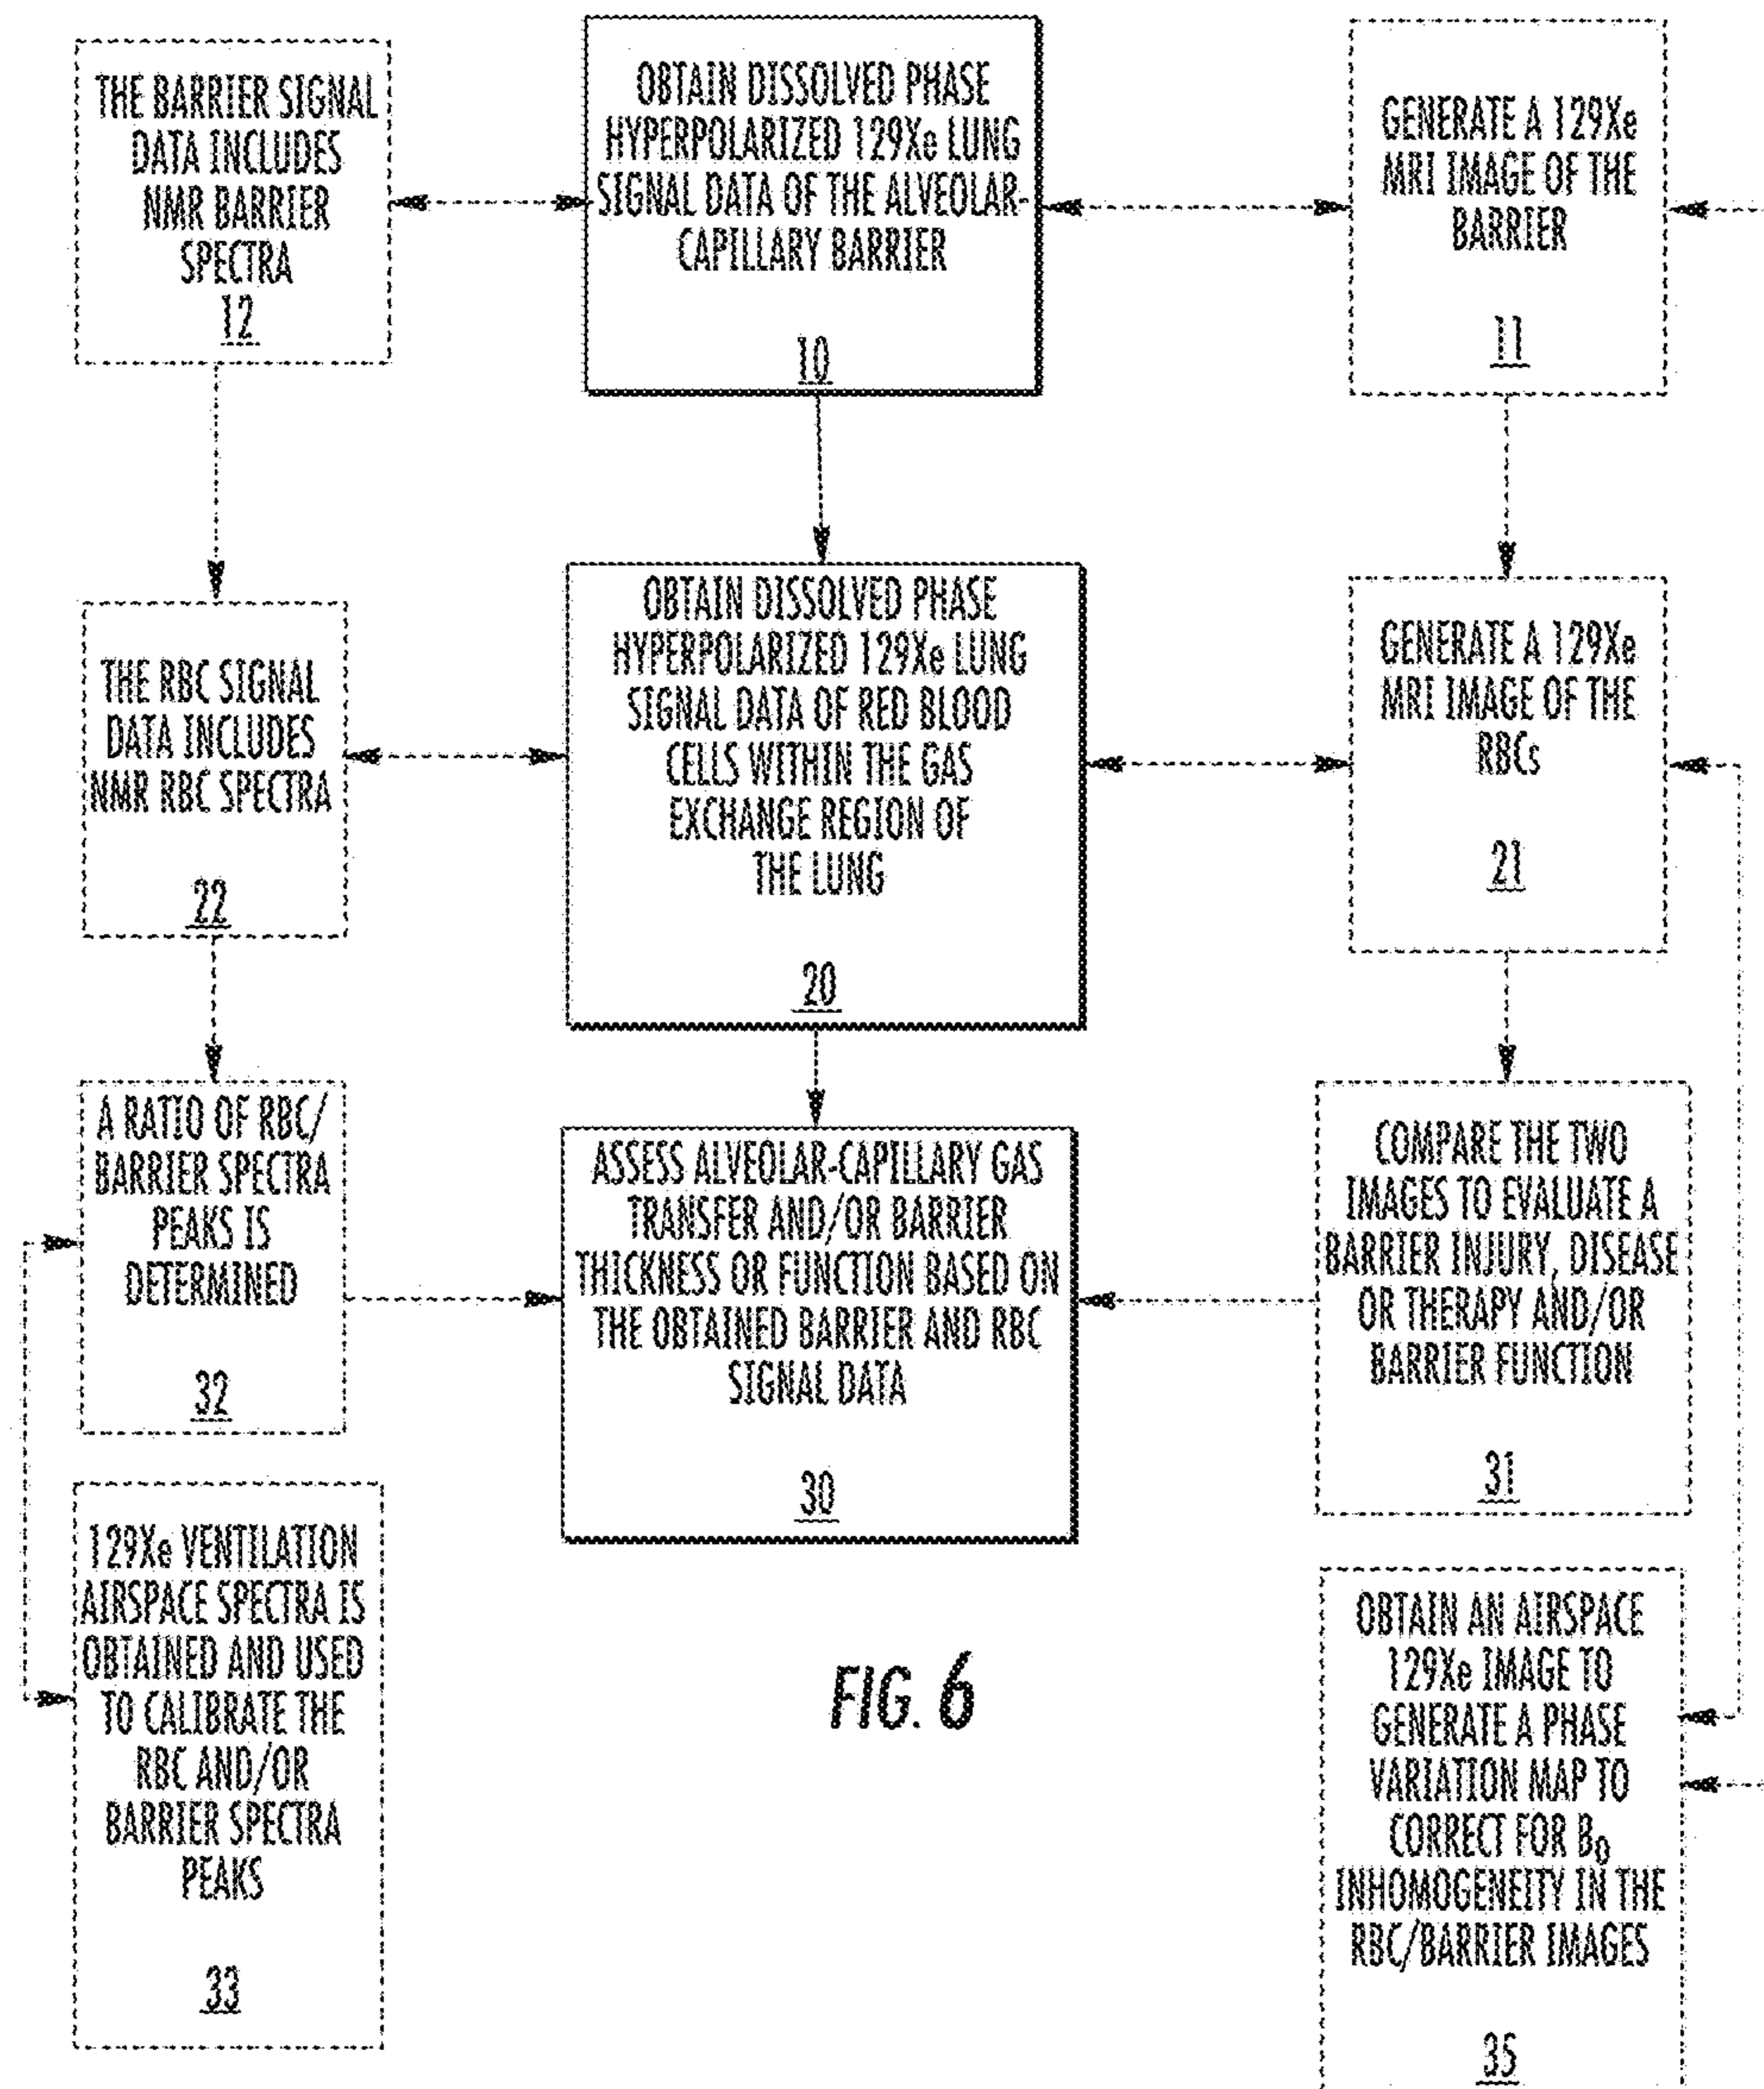 THE BARRIER SIGNAL
DATA INCLUDES
NMR BARRIER
SPECTRA
12
OBTAIN DISSOLVED PHASE
HYPERPOLARIZED 129Xe LUNG
SIGNAL DATA OF THE ALVEOLAR-
CAPILLARY BARRIER
10
GENERATE A 129Xe
MRI IMAGE OF THE
BARRIER
11
THE RBC SIGNAL
DATA INCLUDES
NMR RBC SPECTRA
22
OBTAIN DISSOLVED PHASE
HYPERPOLARIZED 129Xe LUNG
SIGNAL DATA OF RED BLOOD
CELLS WITHIN THE GAS
EXCHANGE REGION OF
THE LUNG
20
GENERATE A 129Xe
MRI IMAGE OF THE
RBCs
21
A RATIO OF RBC/
BARRIER SPECTRA
PEAKS IS
DETERMINED
32
ASSESS ALVEOLAR-CAPILLARY GAS
TRANSFER AND/OR BARRIER
THICKNESS OR FUNCTION BASED ON
THE OBTAINED BARRIER AND RBC
SIGNAL DATA
30
COMPARE THE TWO
IMAGES TO EVALUATE A
BARRIER INJURY, DISEASE
OR THERAPY AND/OR
BARRIER FUNCTION
31
129Xe VENTILATION
AIRSPACE SPECTRA IS
OBTAINED AND USED
TO CALIBRATE THE
RBC AND/OR
BARRIER SPECTRA
PEAKS
33
OBTAIN AN AIRSPACE
129Xe IMAGE TO
GENERATE A PHASE
VARIATION MAP TO
CORRECT FOR B0
INHOMOGENEITY IN THE
RBC/BARRIER IMAGES
35
FIG. 6